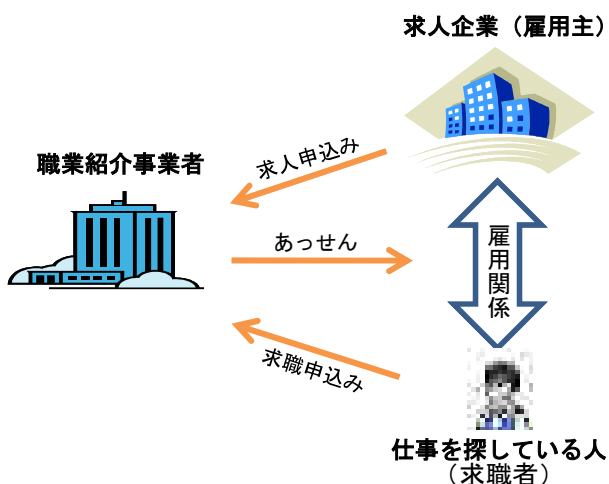 求人企業（雇用主）
職業紹介事業者
求人申込み
あっせん
雇用関係
求職申込み
仕事を探している人
（求職者）